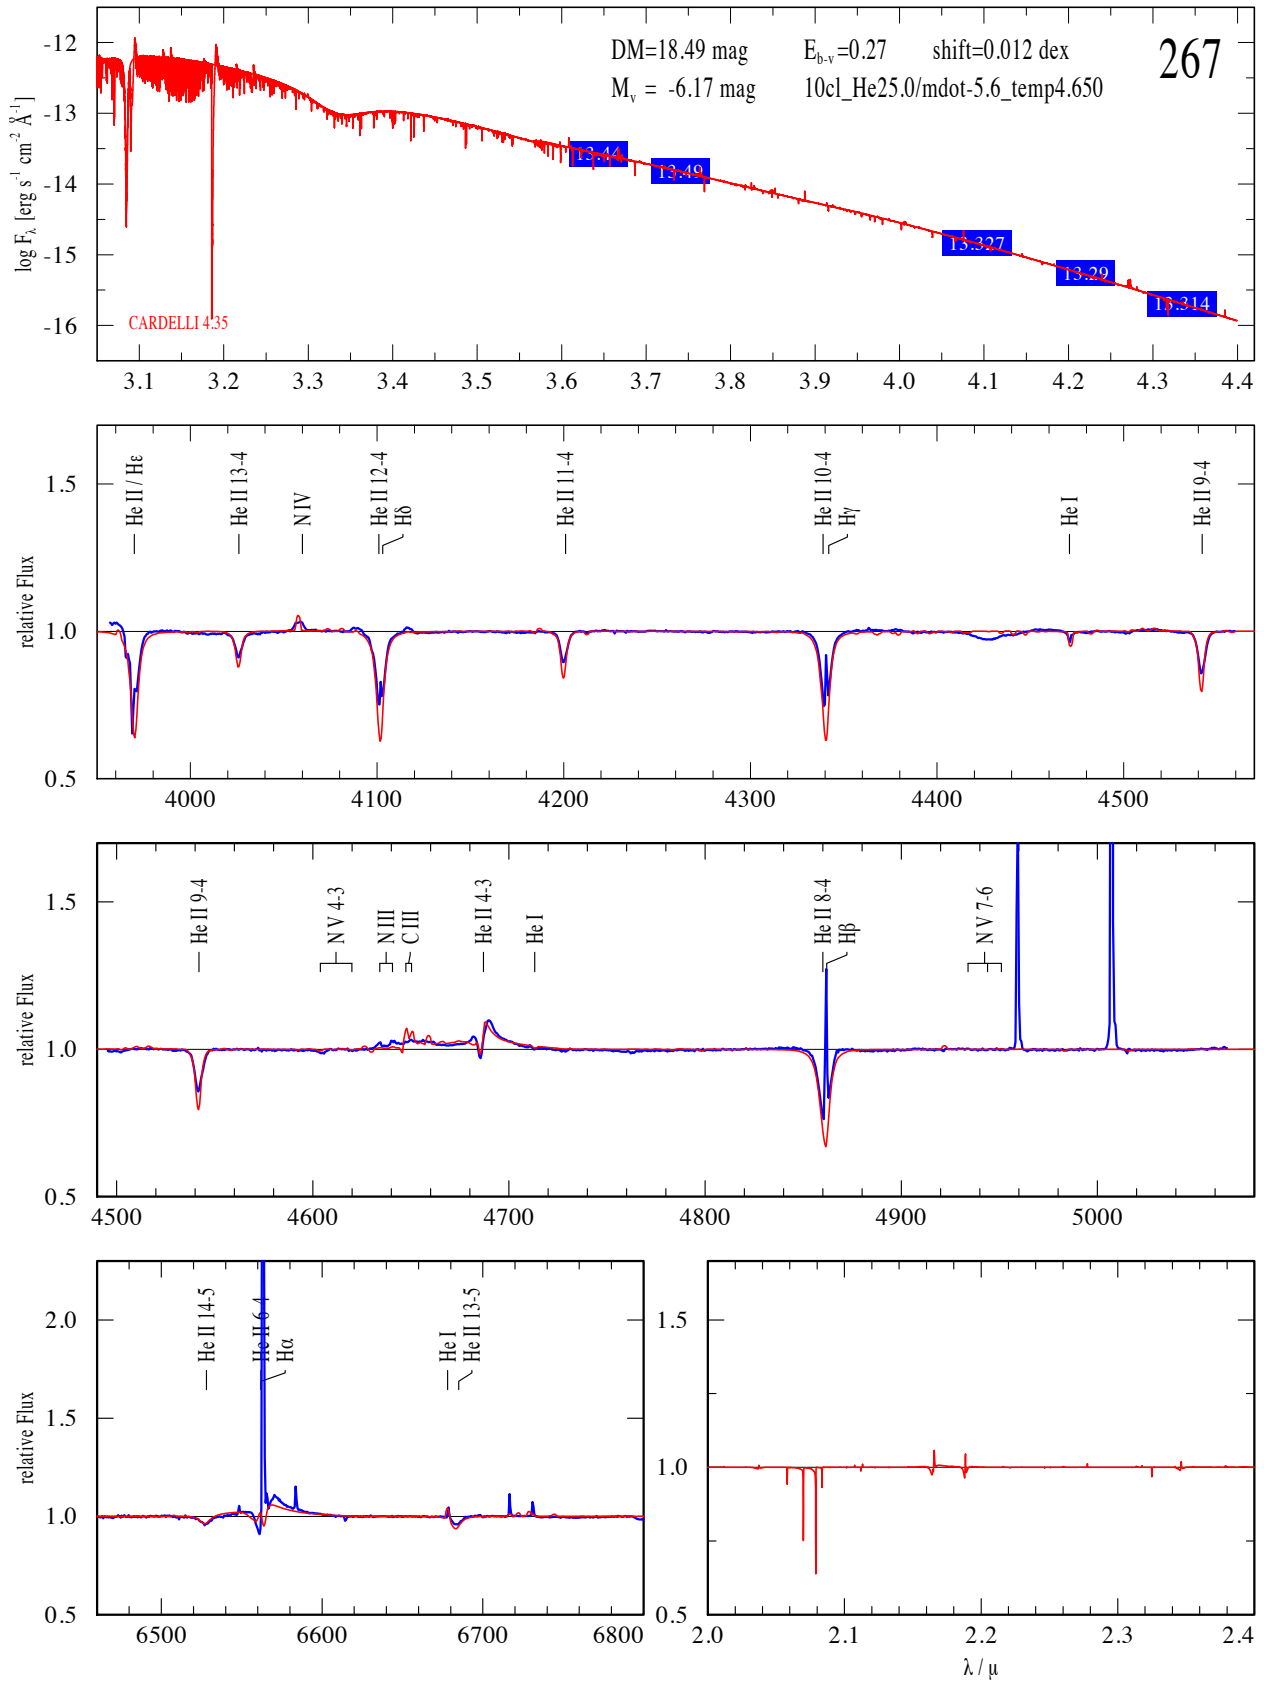 DM=18.49 mag E_b-v=0.27 shift=0.012 dex 267
M_v = -6.17 mag 10cl_He25.0/mdot-5.6_temp4.650
log F_λ [erg s⁻¹ cm⁻² Å⁻¹]
-12
-13
-14
-15
-16
13.44
13.49
13.327
13.29
13.314
CARDELLI 4.35
3.1 3.2 3.3 3.4 3.5 3.6 3.7 3.8 3.9 4.0 4.1 4.2 4.3 4.4
relative Flux
1.5
1.0
0.5
He II / Hε
He II 13-4
N IV
He II 12-4
Hδ
He II 11-4
He II 10-4
Hγ
He I
He II 9-4
4000 4100 4200 4300 4400 4500
relative Flux
1.5
1.0
0.5
He II 9-4
N V 4-3
N III
C III
He II 4-3
He I
He II 8-4
Hβ
N V 7-6
4500 4600 4700 4800 4900 5000
relative Flux
2.0
1.5
1.0
0.5
He II 14-5
He II 6-4
Hα
He I
He II 13-5
6500 6600 6700 6800
1.5
1.0
0.5
2.0 2.1 2.2 2.3 2.4
λ / μ